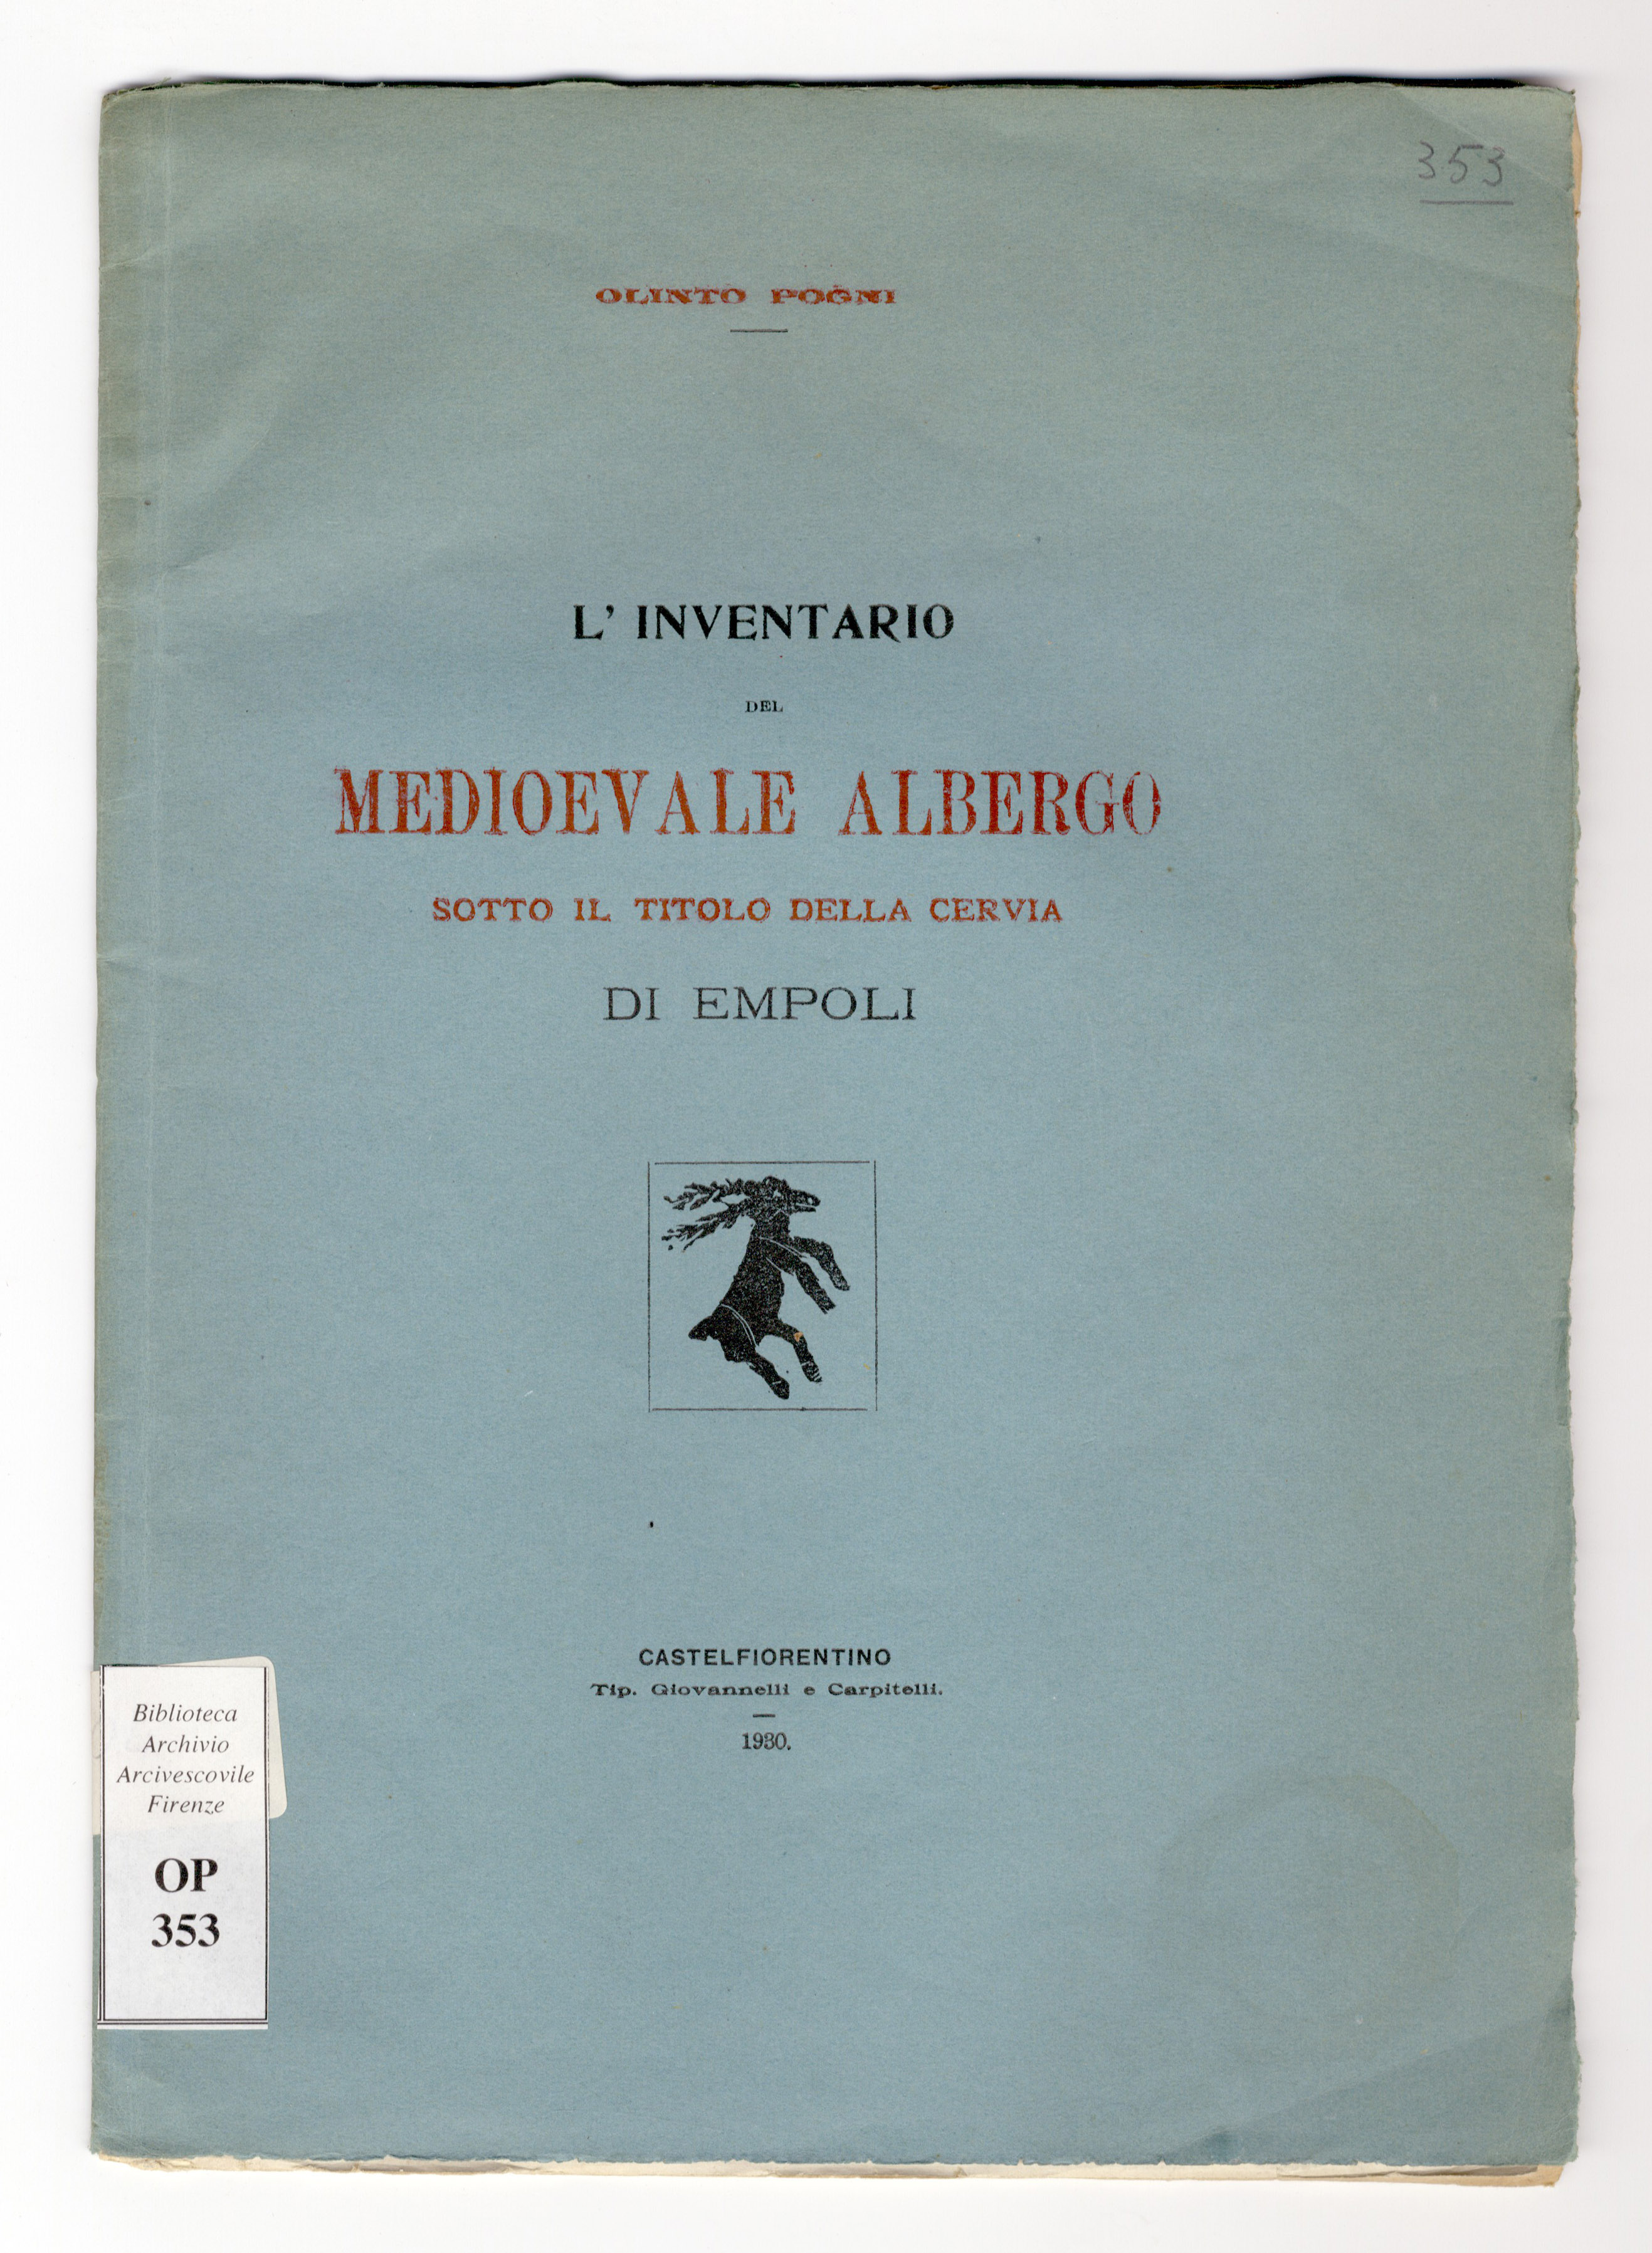 353
OLINTO POGNI
L' INVENTARIO
DEL
MEDIOEVALE ALBERGO
SOTTO IL TITOLO DELLA CERVIA
DI EMPOLI
CASTELFIORENTINO
Tip. Giovannelli e Carpitelli.
1930.
Biblioteca
Archivio
Arcivescovile
Firenze
OP
353